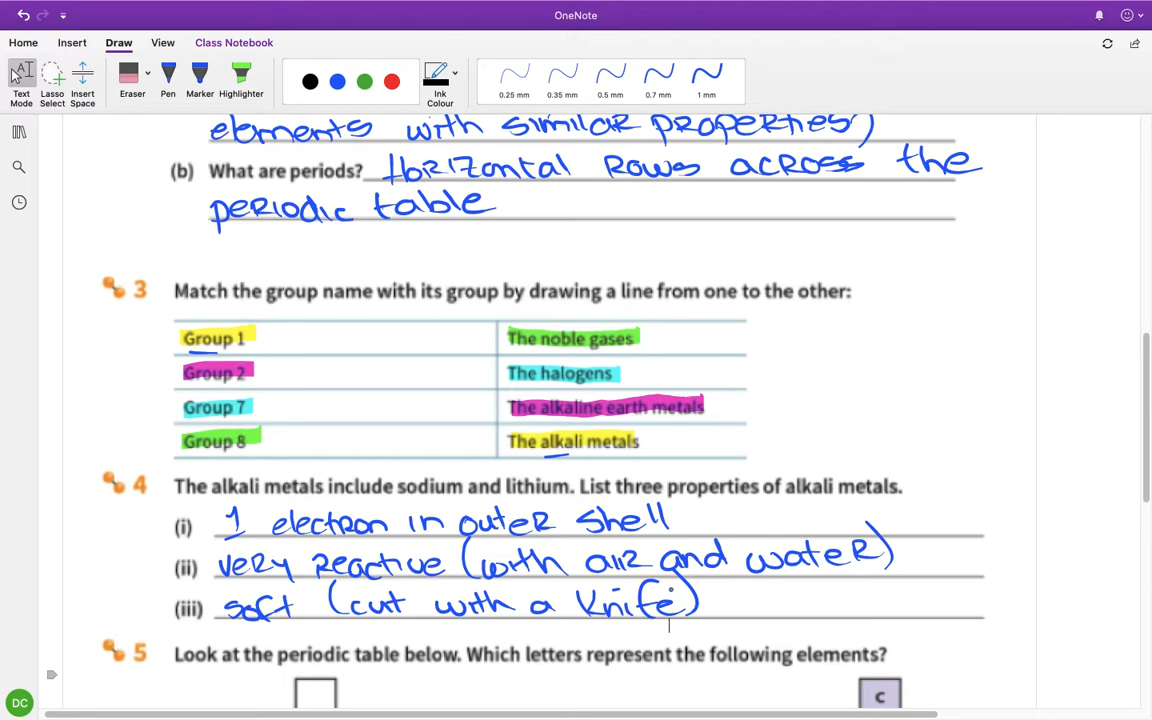 OneNote
Home Insert Draw View Class Notebook
Text Mode
Lasso Select
Insert Space
Eraser
Pen
Marker
Highlighter
Ink Colour
0.25 mm 0.35 mm 0.5 mm 0.7 mm 1 mm
elements with similar properties)
(b) What are periods? Horizontal rows across the
periodic table
3 Match the group name with its group by drawing a line from one to the other:
Group 1 The noble gases
Group 2 The halogens
Group 7 The alkaline earth metals
Group 8 The alkali metals
4 The alkali metals include sodium and lithium. List three properties of alkali metals.
(i) 1 electron in outer shell
(ii) very reactive (with air and water)
(iii) soft (cut with a knife)
5 Look at the periodic table below. Which letters represent the following elements?
C
DC